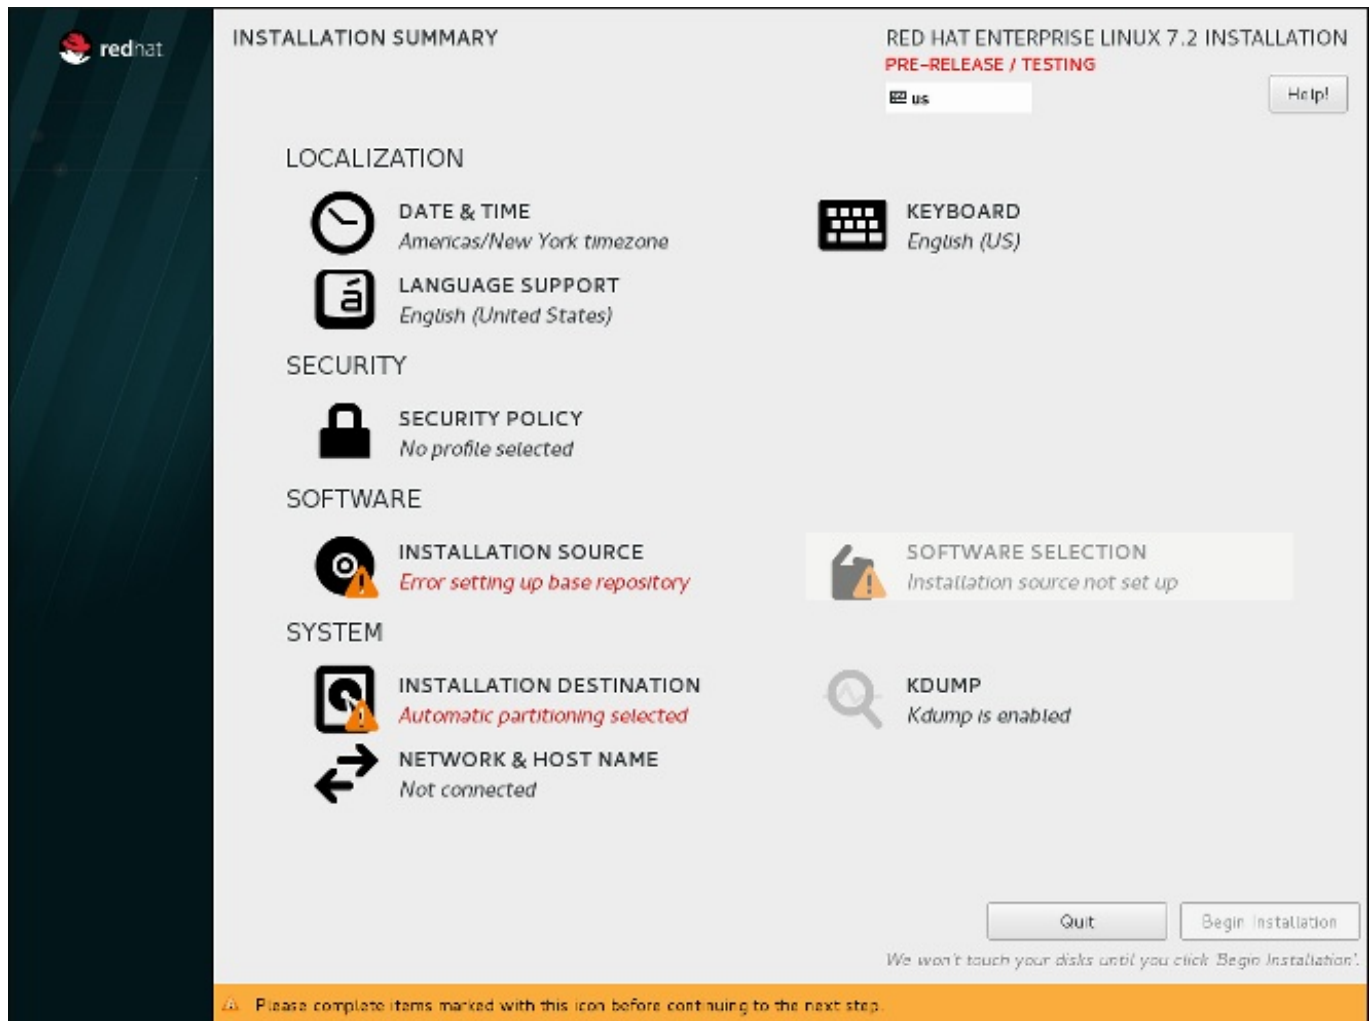 redhat
INSTALLATION SUMMARY
RED HAT ENTERPRISE LINUX 7.2 INSTALLATION
PRE-RELEASE / TESTING
us
Help!
LOCALIZATION
DATE & TIME
Americas/New York timezone
KEYBOARD
English (US)
á
LANGUAGE SUPPORT
English (United States)
SECURITY
SECURITY POLICY
No profile selected
SOFTWARE
INSTALLATION SOURCE
Error setting up base repository
SOFTWARE SELECTION
Installation source not set up
SYSTEM
INSTALLATION DESTINATION
Automatic partitioning selected
KDUMP
Kdump is enabled
NETWORK & HOST NAME
Not connected
Quit
Begin Installation
We won't touch your disks until you click 'Begin Installation'.
Please complete items marked with this icon before continuing to the next step.